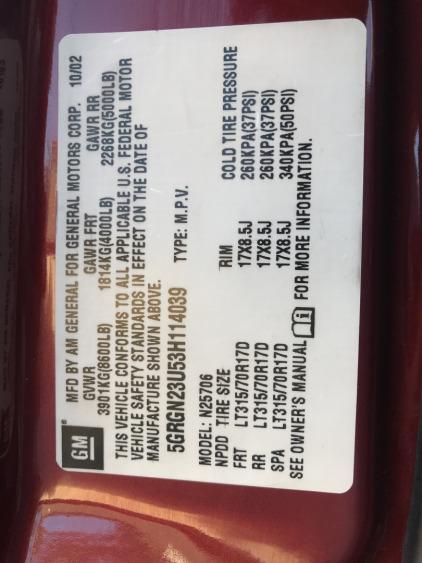 GM
MFD BY AM GENERAL FOR GENERAL MOTORS CORP. 10/02
GVWR GAWR FRT GAWR RR
3901KG(8600LB) 1814KG(4000LB) 2268KG(5000LB)
THIS VEHICLE CONFORMS TO ALL APPLICABLE U.S. FEDERAL MOTOR
VEHICLE SAFETY STANDARDS IN EFFECT ON THE DATE OF
MANUFACTURE SHOWN ABOVE.
5GRGN23U53H114039 TYPE: M.P.V.
MODEL: N25706
NPDD TIRE SIZE RIM COLD TIRE PRESSURE
FRT LT315/70R17D 17X8.5J 260KPA(37PSI)
RR LT315/70R17D 17X8.5J 260KPA(37PSI)
SPA LT315/70R17D 17X8.5J 340KPA(50PSI)
SEE OWNER'S MANUAL FOR MORE INFORMATION.